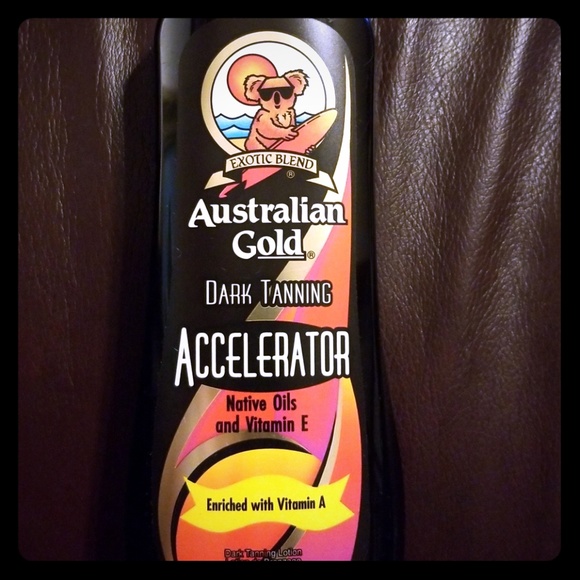 EXOTIC BLEND
®
Australian
Gold®
DARK TANNING
ACCELERATOR
Native Oils
and Vitamin E
Enriched with Vitamin A
Dark Tanning Lotion